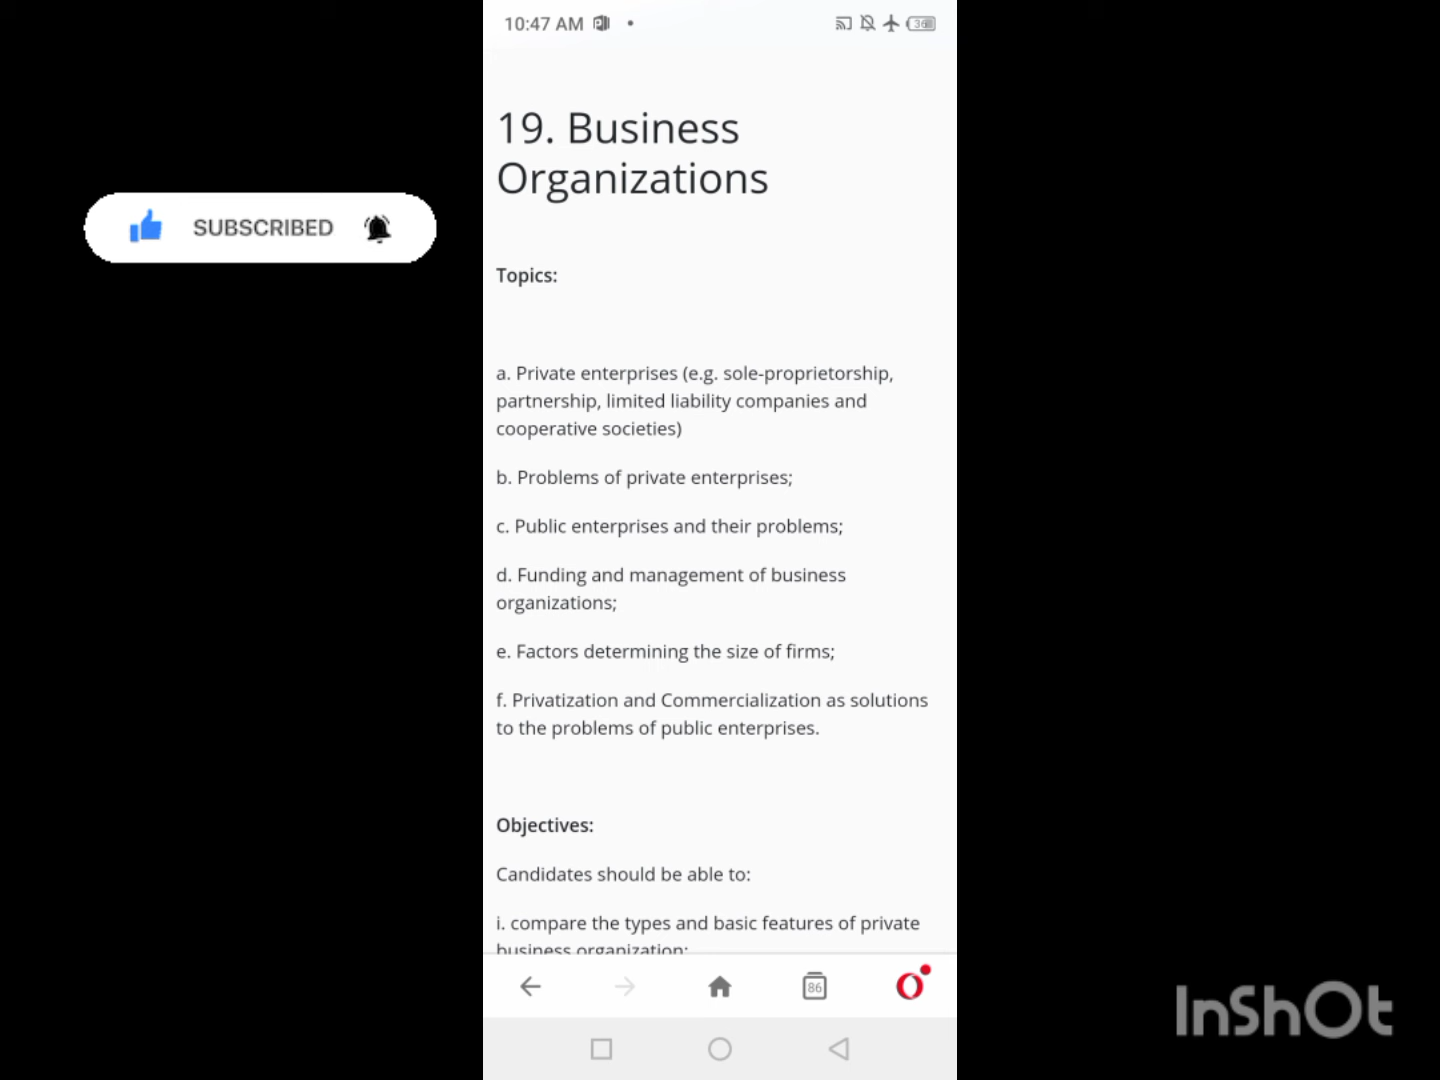 10:47 AM
36
19. Business
Organizations
SUBSCRIBED
Topics:
a. Private enterprises (e.g. sole-proprietorship,
partnership, limited liability companies and
cooperative societies)
b. Problems of private enterprises;
c. Public enterprises and their problems;
d. Funding and management of business
organizations;
e. Factors determining the size of firms;
f. Privatization and Commercialization as solutions
to the problems of public enterprises.
Objectives:
Candidates should be able to:
i. compare the types and basic features of private
business organization;
86
InShOt